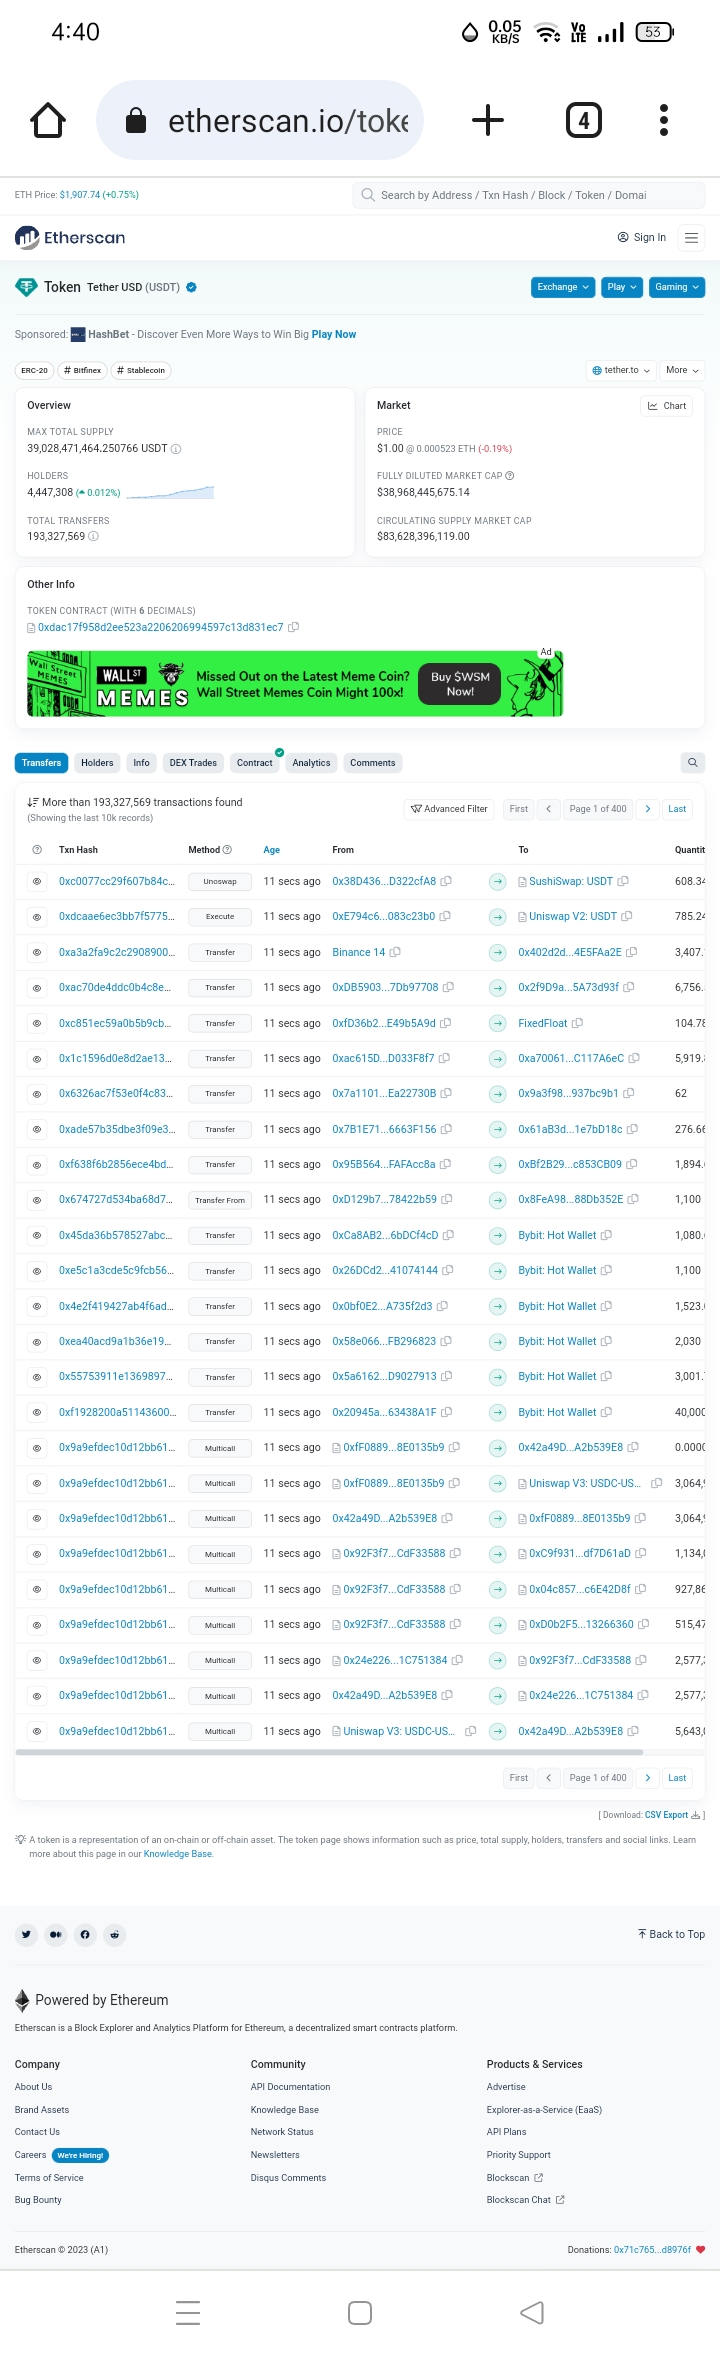 4:40
0.05 KB/S
Vo LTE
53
etherscan.io/toke
4
ETH Price: $1,907.74 (+0.75%)
Search by Address / Txn Hash / Block / Token / Domai
Etherscan
Sign In
Token Tether USD (USDT)
Exchange
Play
Gaming
Sponsored: HashBet - Discover Even More Ways to Win Big Play Now
ERC-20
# Bitfinex
# Stablecoin
tether.to
More
Overview
MAX TOTAL SUPPLY
39,028,471,464.250766 USDT
HOLDERS
4,447,308 (0.012%)
TOTAL TRANSFERS
193,327,569
Market
Chart
PRICE
$1.00 @ 0.000523 ETH (-0.19%)
FULLY DILUTED MARKET CAP
$38,968,445,675.14
CIRCULATING SUPPLY MARKET CAP
$83,628,396,119.00
Other Info
TOKEN CONTRACT (WITH 6 DECIMALS)
0xdac17f958d2ee523a2206206994597c13d831ec7
Ad
Wall Street MEMES
WALL ST MEMES
Missed Out on the Latest Meme Coin?
Wall Street Memes Coin Might 100x!
Buy $WSM Now!
Transfers
Holders
Info
DEX Trades
Contract
Analytics
Comments
More than 193,327,569 transactions found
(Showing the last 10k records)
Advanced Filter
First
Page 1 of 400
Last
Txn Hash Method Age From To Quantit
0xc0077cc29f607b84c... Unoswap 11 secs ago 0x38D436...D322cfA8 SushiSwap: USDT 608.34
0xdcaae6ec3bb7f5775... Execute 11 secs ago 0xE794c6...083c23b0 Uniswap V2: USDT 785.24
0xa3a2fa9c2c2908900... Transfer 11 secs ago Binance 14 0x402d2d...4E5FAa2E 3,407.
0xac70de4ddc0b4c8e... Transfer 11 secs ago 0xDB5903...7Db97708 0x2f9D9a...5A73d93f 6,756.
0xc851ec59a0b5b9cb... Transfer 11 secs ago 0xfD36b2...E49b5A9d FixedFloat 104.78
0x1c1596d0e8d2ae13... Transfer 11 secs ago 0xac615D...D033F8f7 0xa70061...C117A6eC 5,919.
0x6326ac7f53e0f4c83... Transfer 11 secs ago 0x7a1101...Ea22730B 0x9a3f98...937bc9b1 62
0xade57b35dbe3f09e3... Transfer 11 secs ago 0x7B1E71...6663F156 0x61aB3d...1e7bD18c 276.66
0xf638f6b2856ece4bd... Transfer 11 secs ago 0x95B564...FAFAcc8a 0xBf2B29...c853CB09 1,894.
0x674727d534ba68d7... Transfer From 11 secs ago 0xD129b7...78422b59 0x8FeA98...88Db352E 1,100
0x45da36b578527abc... Transfer 11 secs ago 0xCa8AB2...6bDCf4cD Bybit: Hot Wallet 1,080.
0xe5c1a3cde5c9fcb56... Transfer 11 secs ago 0x26DCd2...41074144 Bybit: Hot Wallet 1,100
0x4e2f419427ab4f6ad... Transfer 11 secs ago 0x0bf0E2...A735f2d3 Bybit: Hot Wallet 1,523.
0xea40acd9a1b36e19... Transfer 11 secs ago 0x58e066...FB296823 Bybit: Hot Wallet 2,030
0x55753911e1369897... Transfer 11 secs ago 0x5a6162...D9027913 Bybit: Hot Wallet 3,001.
0xf1928200a51143600... Transfer 11 secs ago 0x20945a...63438A1F Bybit: Hot Wallet 40,000
0x9a9efdec10d12bb61... Multicall 11 secs ago 0xfF0889...8E0135b9 0x42a49D...A2b539E8 0.0000
0x9a9efdec10d12bb61... Multicall 11 secs ago 0xfF0889...8E0135b9 Uniswap V3: USDC-US... 3,064,
0x9a9efdec10d12bb61... Multicall 11 secs ago 0x42a49D...A2b539E8 0xfF0889...8E0135b9 3,064,
0x9a9efdec10d12bb61... Multicall 11 secs ago 0x92F3f7...CdF33588 0xC9f931...df7D61aD 1,134,
0x9a9efdec10d12bb61... Multicall 11 secs ago 0x92F3f7...CdF33588 0x04c857...c6E42D8f 927,86
0x9a9efdec10d12bb61... Multicall 11 secs ago 0x92F3f7...CdF33588 0xD0b2F5...13266360 515,47
0x9a9efdec10d12bb61... Multicall 11 secs ago 0x24e226...1C751384 0x92F3f7...CdF33588 2,577,
0x9a9efdec10d12bb61... Multicall 11 secs ago 0x42a49D...A2b539E8 0x24e226...1C751384 2,577,
0x9a9efdec10d12bb61... Multicall 11 secs ago Uniswap V3: USDC-US... 0x42a49D...A2b539E8 5,643,
First
Page 1 of 400
Last
[ Download: CSV Export ]
A token is a representation of an on-chain or off-chain asset. The token page shows information such as price, total supply, holders, transfers and social links. Learn
more about this page in our Knowledge Base.
Back to Top
Powered by Ethereum
Etherscan is a Block Explorer and Analytics Platform for Ethereum, a decentralized smart contracts platform.
Company
About Us
Brand Assets
Contact Us
Careers We're Hiring!
Terms of Service
Bug Bounty
Community
API Documentation
Knowledge Base
Network Status
Newsletters
Disqus Comments
Products & Services
Advertise
Explorer-as-a-Service (EaaS)
API Plans
Priority Support
Blockscan
Blockscan Chat
Etherscan © 2023 (A1)
Donations: 0x71c765...d8976f